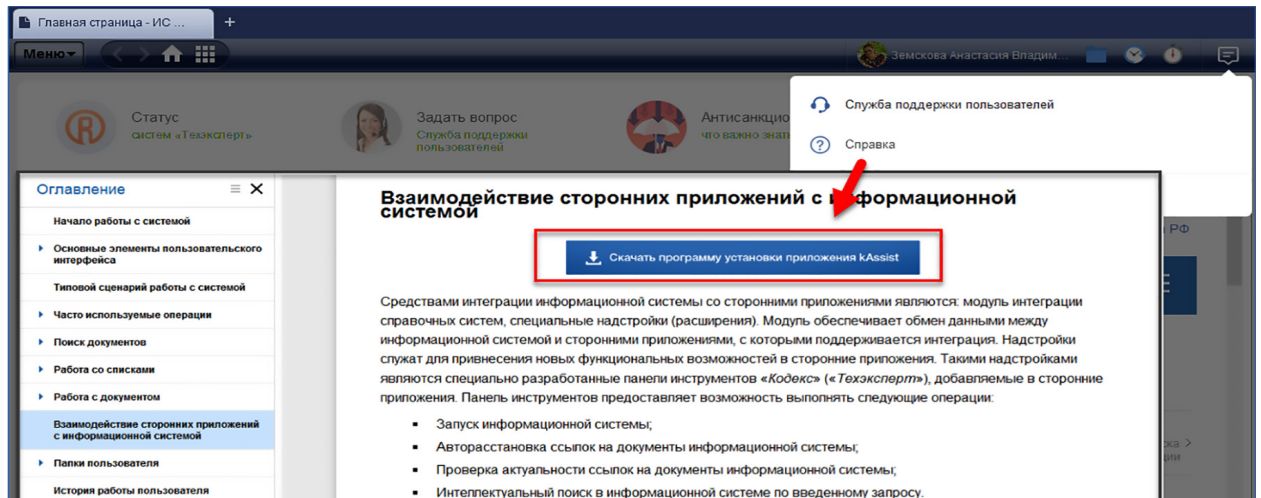 Главная страница - ИС ...
+
Меню
Земскова Анастасия Владим...
Статус
систем «Техэксперт»
Задать вопрос
Служба поддержки
пользователей
Антисанкцио
что важно знат
Служба поддержки пользователей
Справка
РФ
Оглавление
Начало работы с системой
Основные элементы пользовательского
интерфейса
Типовой сценарий работы с системой
Часто используемые операции
Поиск документов
Работа со списками
Работа с документом
Взаимодействие сторонних приложений
с информационной системой
Папки пользователя
История работы пользователя
Взаимодействие сторонних приложений с информационной
системой
Скачать программу установки приложения kAssist
Средствами интеграции информационной системы со сторонними приложениями являются: модуль интеграции
справочных систем, специальные надстройки (расширения). Модуль обеспечивает обмен данными между
информационной системой и сторонними приложениями, с которыми поддерживается интеграция. Надстройки
служат для привнесения новых функциональных возможностей в сторонние приложения. Такими надстройками
являются специально разработанные панели инструментов «Кодекс» («Техэксперт»), добавляемые в сторонние
приложения. Панель инструментов предоставляет возможность выполнять следующие операции:
▪ Запуск информационной системы;
▪ Авторасстановка ссылок на документы информационной системы;
▪ Проверка актуальности ссылок на документы информационной системы;
▪ Интеллектуальный поиск в информационной системе по введенному запросу.